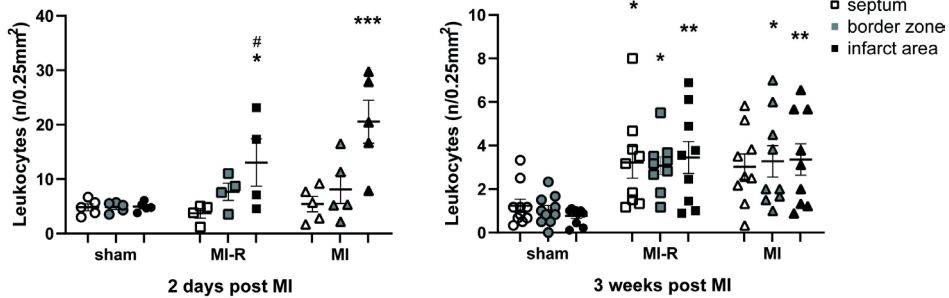 Leukocytes (n/0.25mm²)
40
30
20
10
0
#
*
***
sham
MI-R
MI
2 days post MI
Leukocytes (n/0.25mm²)
10
8
6
4
2
0
*
*
**
*
**
sham
MI-R
MI
3 weeks post MI
septum
border zone
infarct area